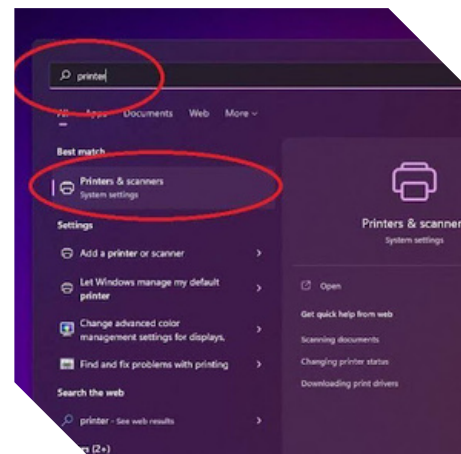 printer
All Apps Documents Web More
Best match
Printers & scanners
System settings
Settings
Add a printer or scanner
Let Windows manage my default
printer
Change advanced color
management settings for displays,
Find and fix problems with printing
Search the web
printer - See web results
(2+)
Printers & scanner
System settings
Open
Get quick help from web
Scanning documents
Changing printer status
Downloading print drivers